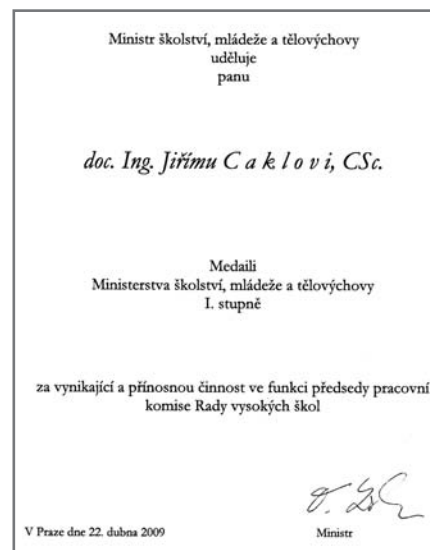 Ministr školství, mládeže a tělovýchovy
uděluje
panu
doc. Ing. Jiřímu C a k l o v i, CSc.
Medaili
Ministerstva školství, mládeže a tělovýchovy
I. stupně
za vynikající a přínosnou činnost ve funkci předsedy pracovní
komise Rady vysokých škol
V Praze dne 22. dubna 2009
Ministr